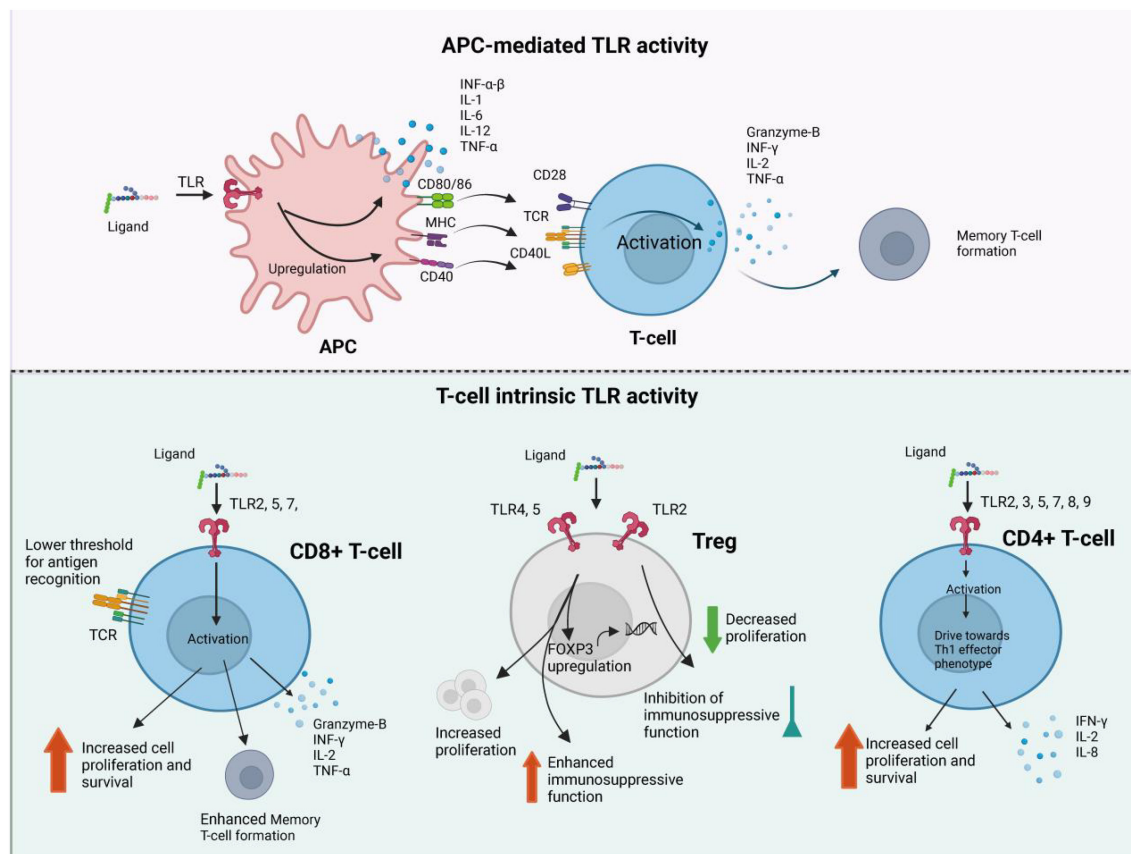 APC-mediated TLR activity
INF-α-β
IL-1
IL-6
IL-12
TNF-α
TLR
Ligand
Upregulation
APC
CD80/86
MHC
CD40
CD28
TCR
CD40L
Activation
T-cell
Granzyme-B
INF-γ
IL-2
TNF-α
Memory T-cell
formation
T-cell intrinsic TLR activity
Ligand
TLR2, 5, 7,
CD8+ T-cell
Lower threshold
for antigen
recognition
TCR
Activation
Increased cell
proliferation and
survival
Enhanced Memory
T-cell formation
Granzyme-B
INF-γ
IL-2
TNF-α
Ligand
TLR4, 5
TLR2
Treg
FOXP3
upregulation
Increased
proliferation
Enhanced
immunosuppressive
function
Decreased
proliferation
Inhibition of
immunosuppressive
function
Ligand
TLR2, 3, 5, 7, 8, 9
CD4+ T-cell
Activation
Drive towards
Th1 effector
phenotype
Increased cell
proliferation and
survival
IFN-γ
IL-2
IL-8